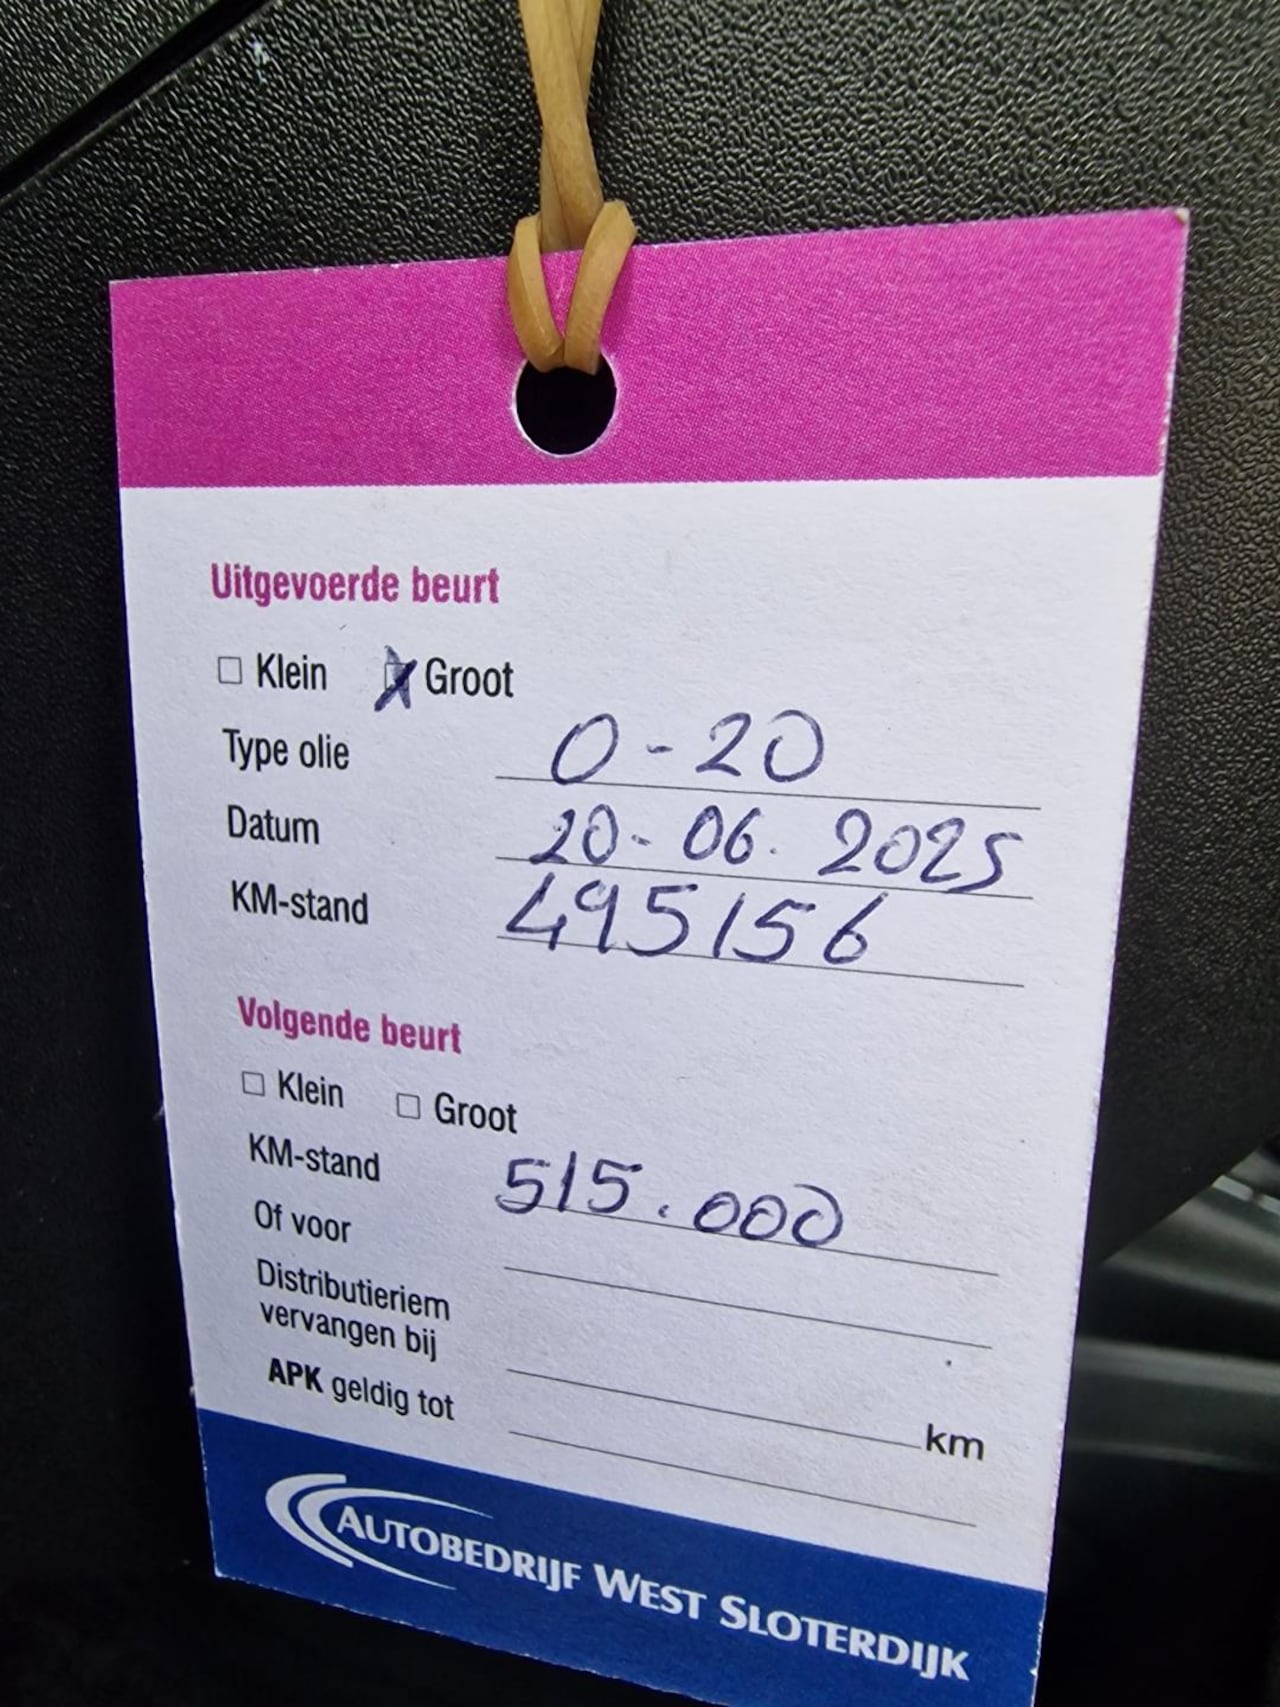 Uitgevoerde beurt
□ Klein ☒ Groot
Type olie 0-20
Datum 20-06.2025
KM-stand 495156
Volgende beurt
□ Klein □ Groot
KM-stand 515.000
Of voor
Distributieriem
vervangen bij km
APK geldig tot
AUTOBEDRIJF WEST SLOTERDIJK